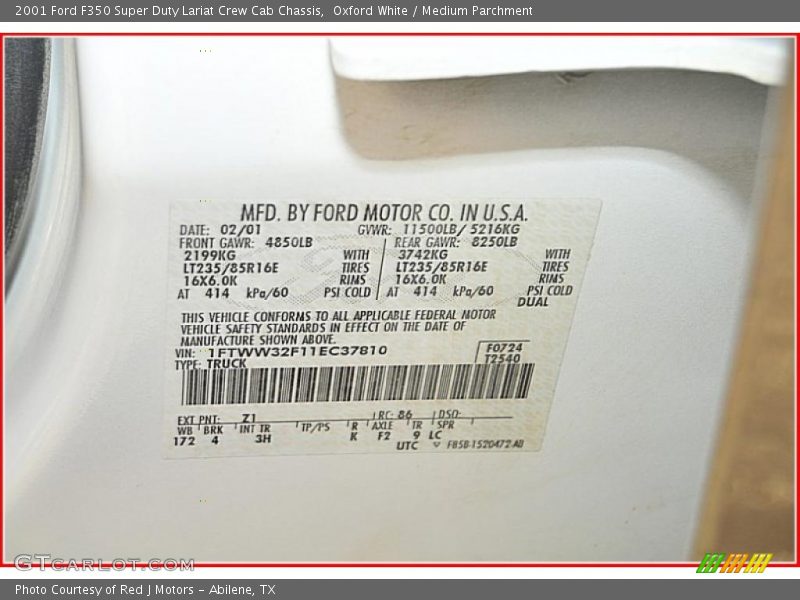 2001 Ford F350 Super Duty Lariat Crew Cab Chassis, Oxford White / Medium Parchment
MFD. BY FORD MOTOR CO. IN U.S.A.
DATE: 02/01 GVWR: 11500LB/ 5216KG
FRONT GAWR: 4850LB REAR GAWR: 8250LB
2199KG WITH 3742KG WITH
LT235/85R16E TIRES LT235/85R16E TIRES
16X6.0K RIMS 16X6.0K RIMS
AT 414 kPa/60 PSI COLD AT 414 kPa/60 PSI COLD
DUAL
THIS VEHICLE CONFORMS TO ALL APPLICABLE FEDERAL MOTOR
VEHICLE SAFETY STANDARDS IN EFFECT ON THE DATE OF
MANUFACTURE SHOWN ABOVE.
VIN: 1FTWW32F11EC37810 F0724
TYPE: TRUCK T2540
EXT PNT: Z1 RC: 86 DSO:
WB BRK INT TR TP/PS R AXLE TR SPR
172 4 3H K F2 9 LC
UTC F85B-1520472-AB
GTCARLOT.COM
Photo Courtesy of Red J Motors - Abilene, TX